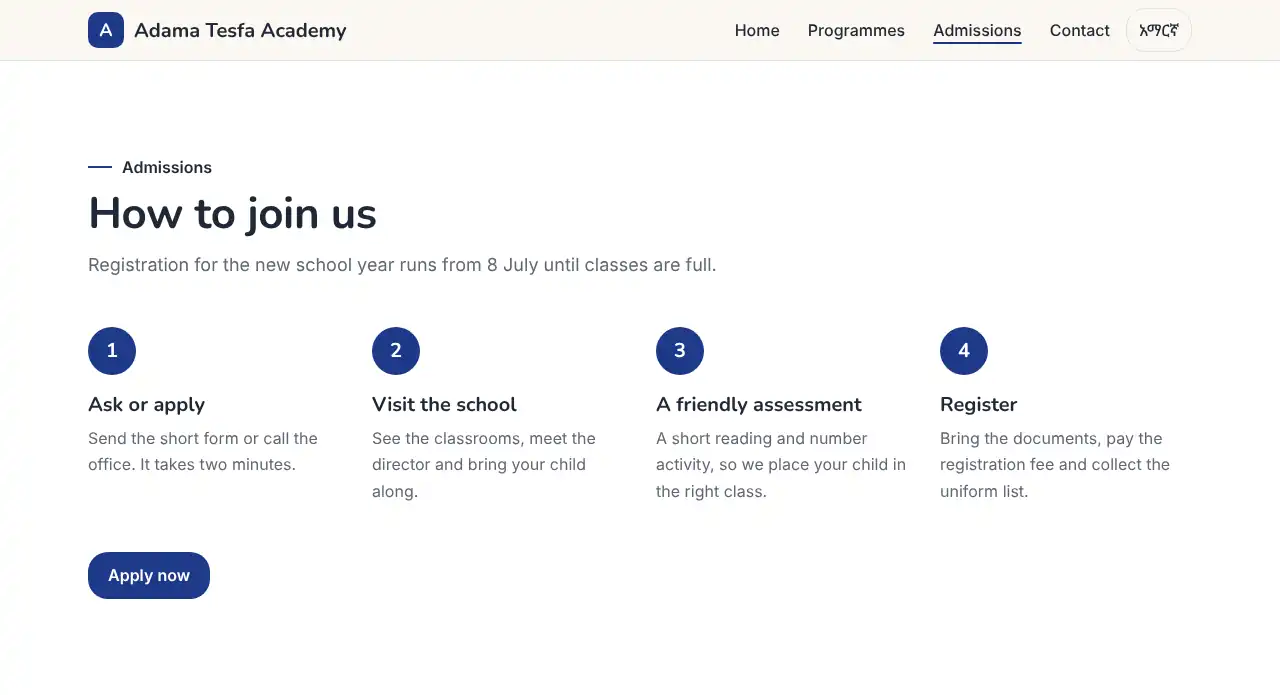 A
Adama Tesfa Academy
Home
Programmes
Admissions
Contact
አማርኛ
Admissions
How to join us
Registration for the new school year runs from 8 July until classes are full.
1
Ask or apply
Send the short form or call the
office. It takes two minutes.
2
Visit the school
See the classrooms, meet the
director and bring your child
along.
3
A friendly assessment
A short reading and number
activity, so we place your child in
the right class.
4
Register
Bring the documents, pay the
registration fee and collect the
uniform list.
Apply now